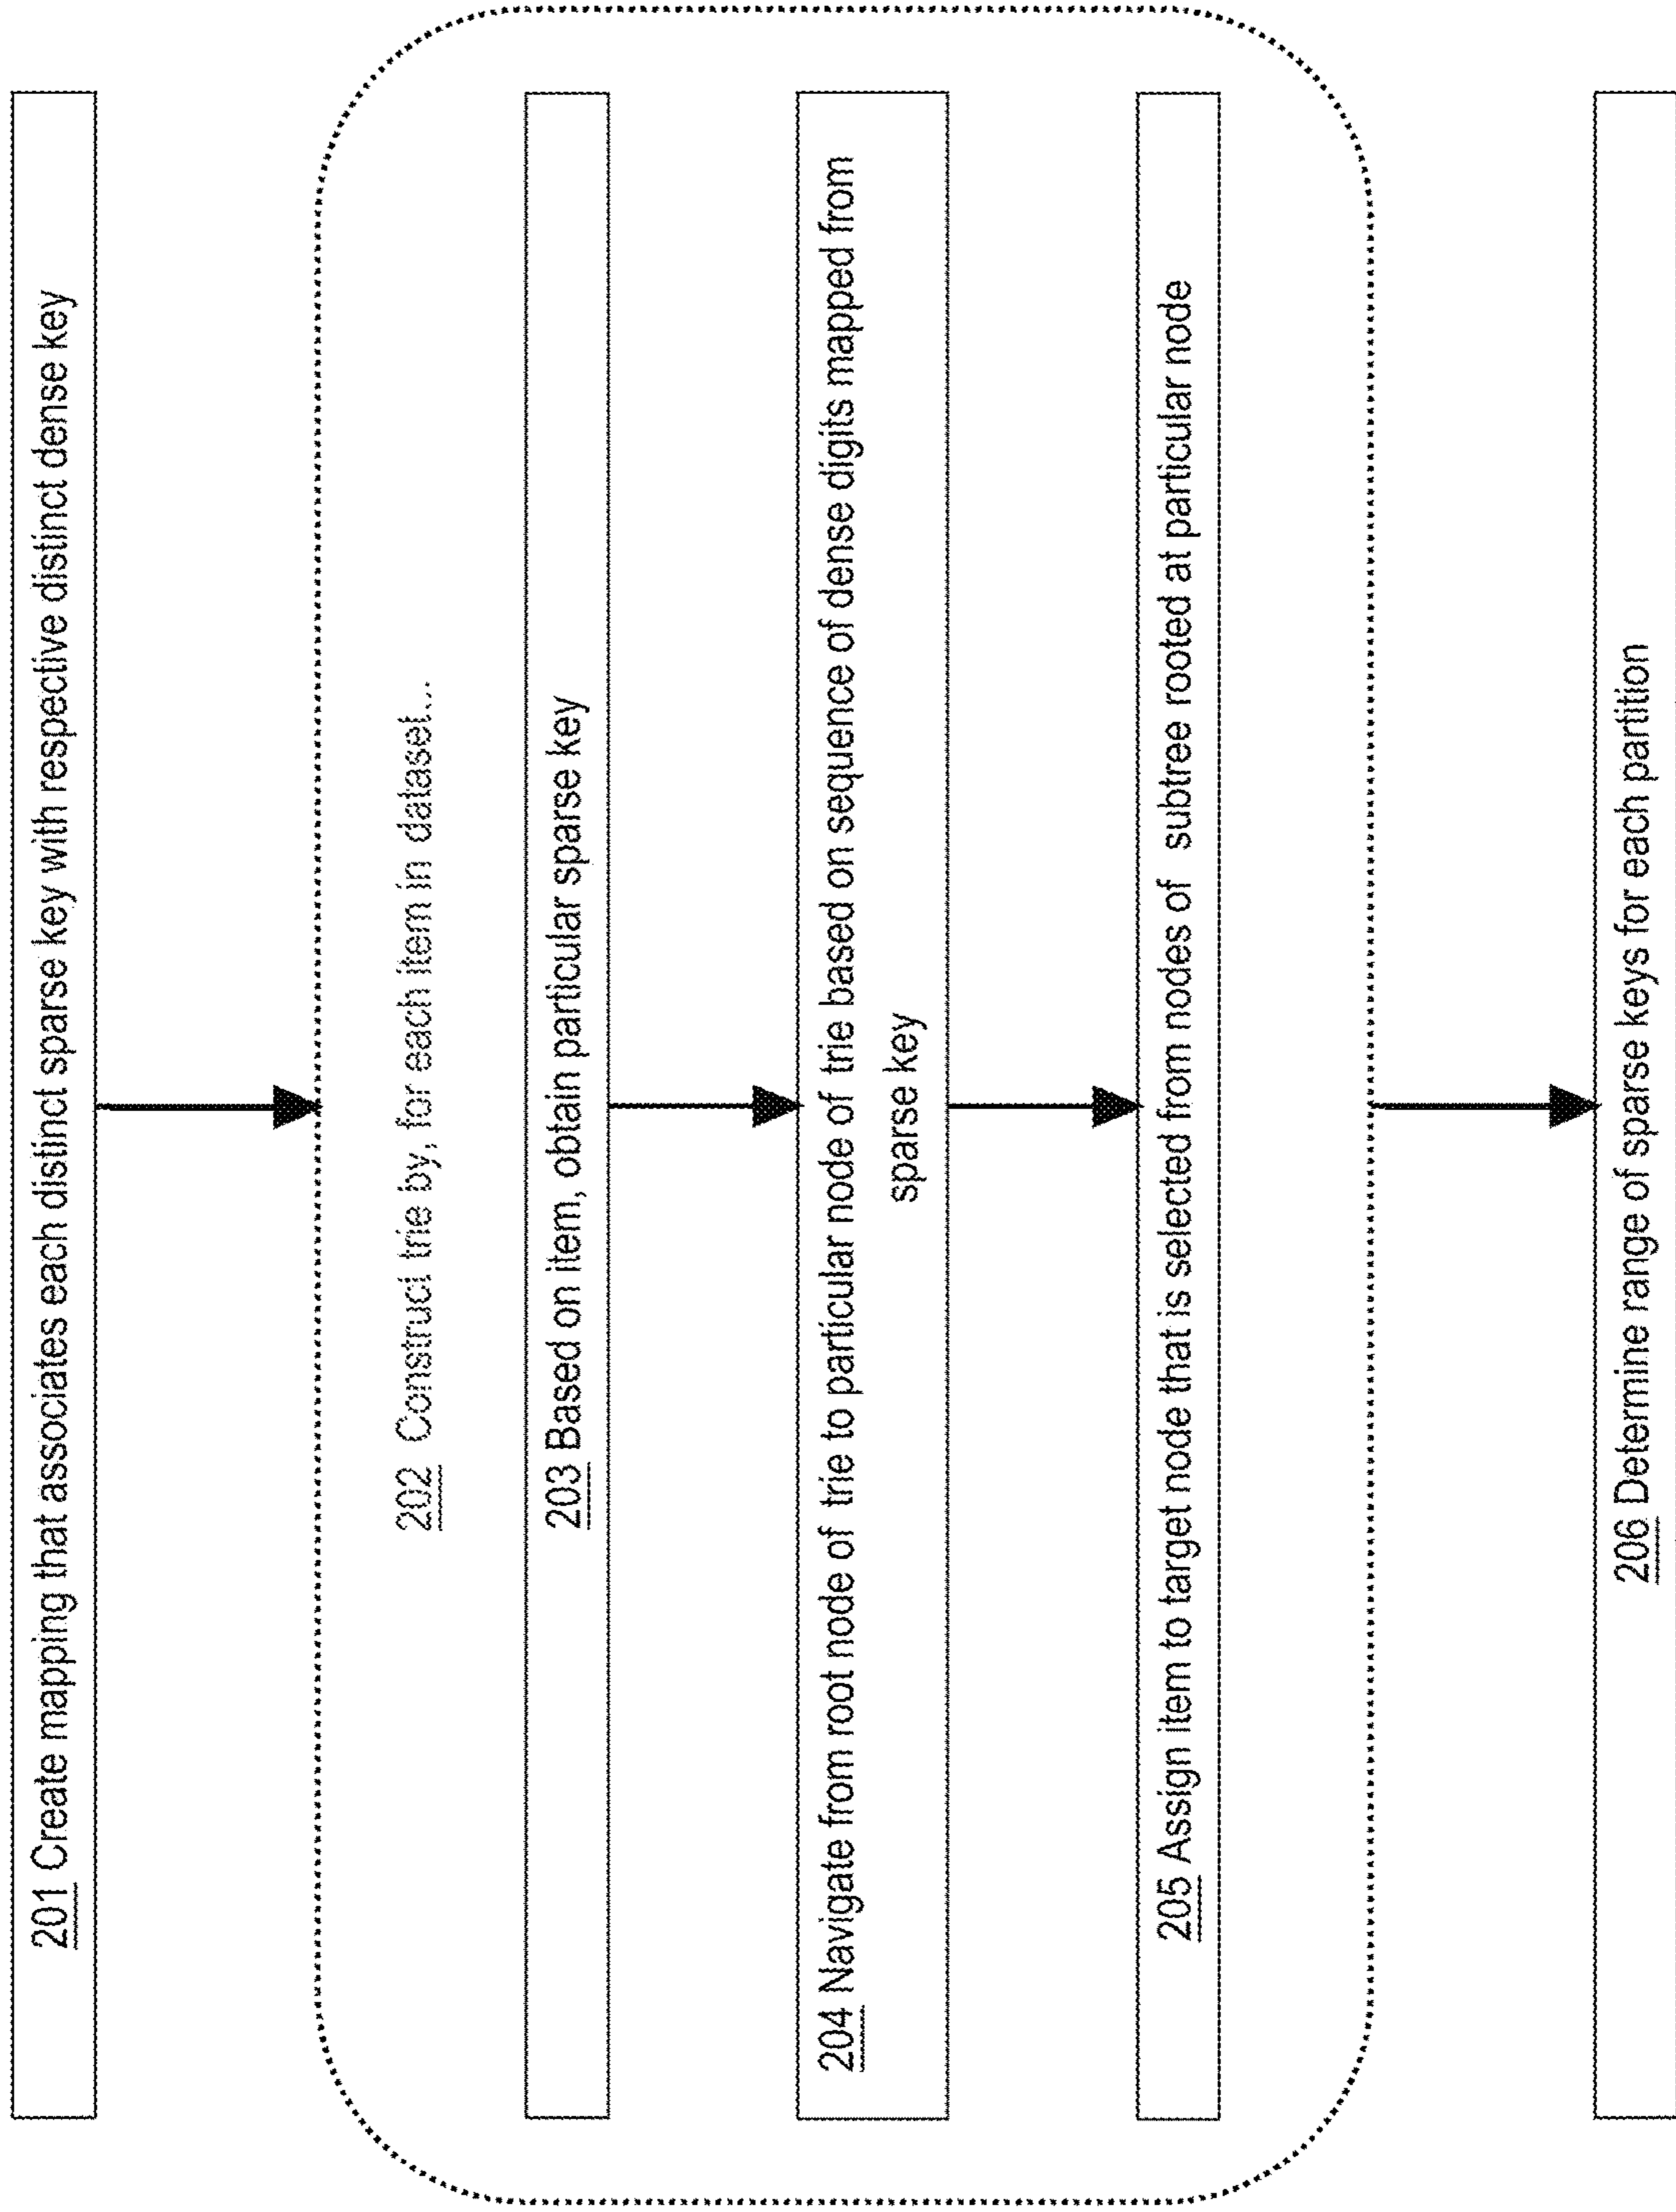 201 Create mapping that associates each distinct sparse key with respective distinct dense key
202 Construct trie by, for each item in dataset...
203 Based on item, obtain particular sparse key
204 Navigate from root node of trie to particular node of trie based on sequence of dense digits mapped from
sparse key
205 Assign item to target node that is selected from nodes of subtree rooted at particular node
206 Determine range of sparse keys for each partition